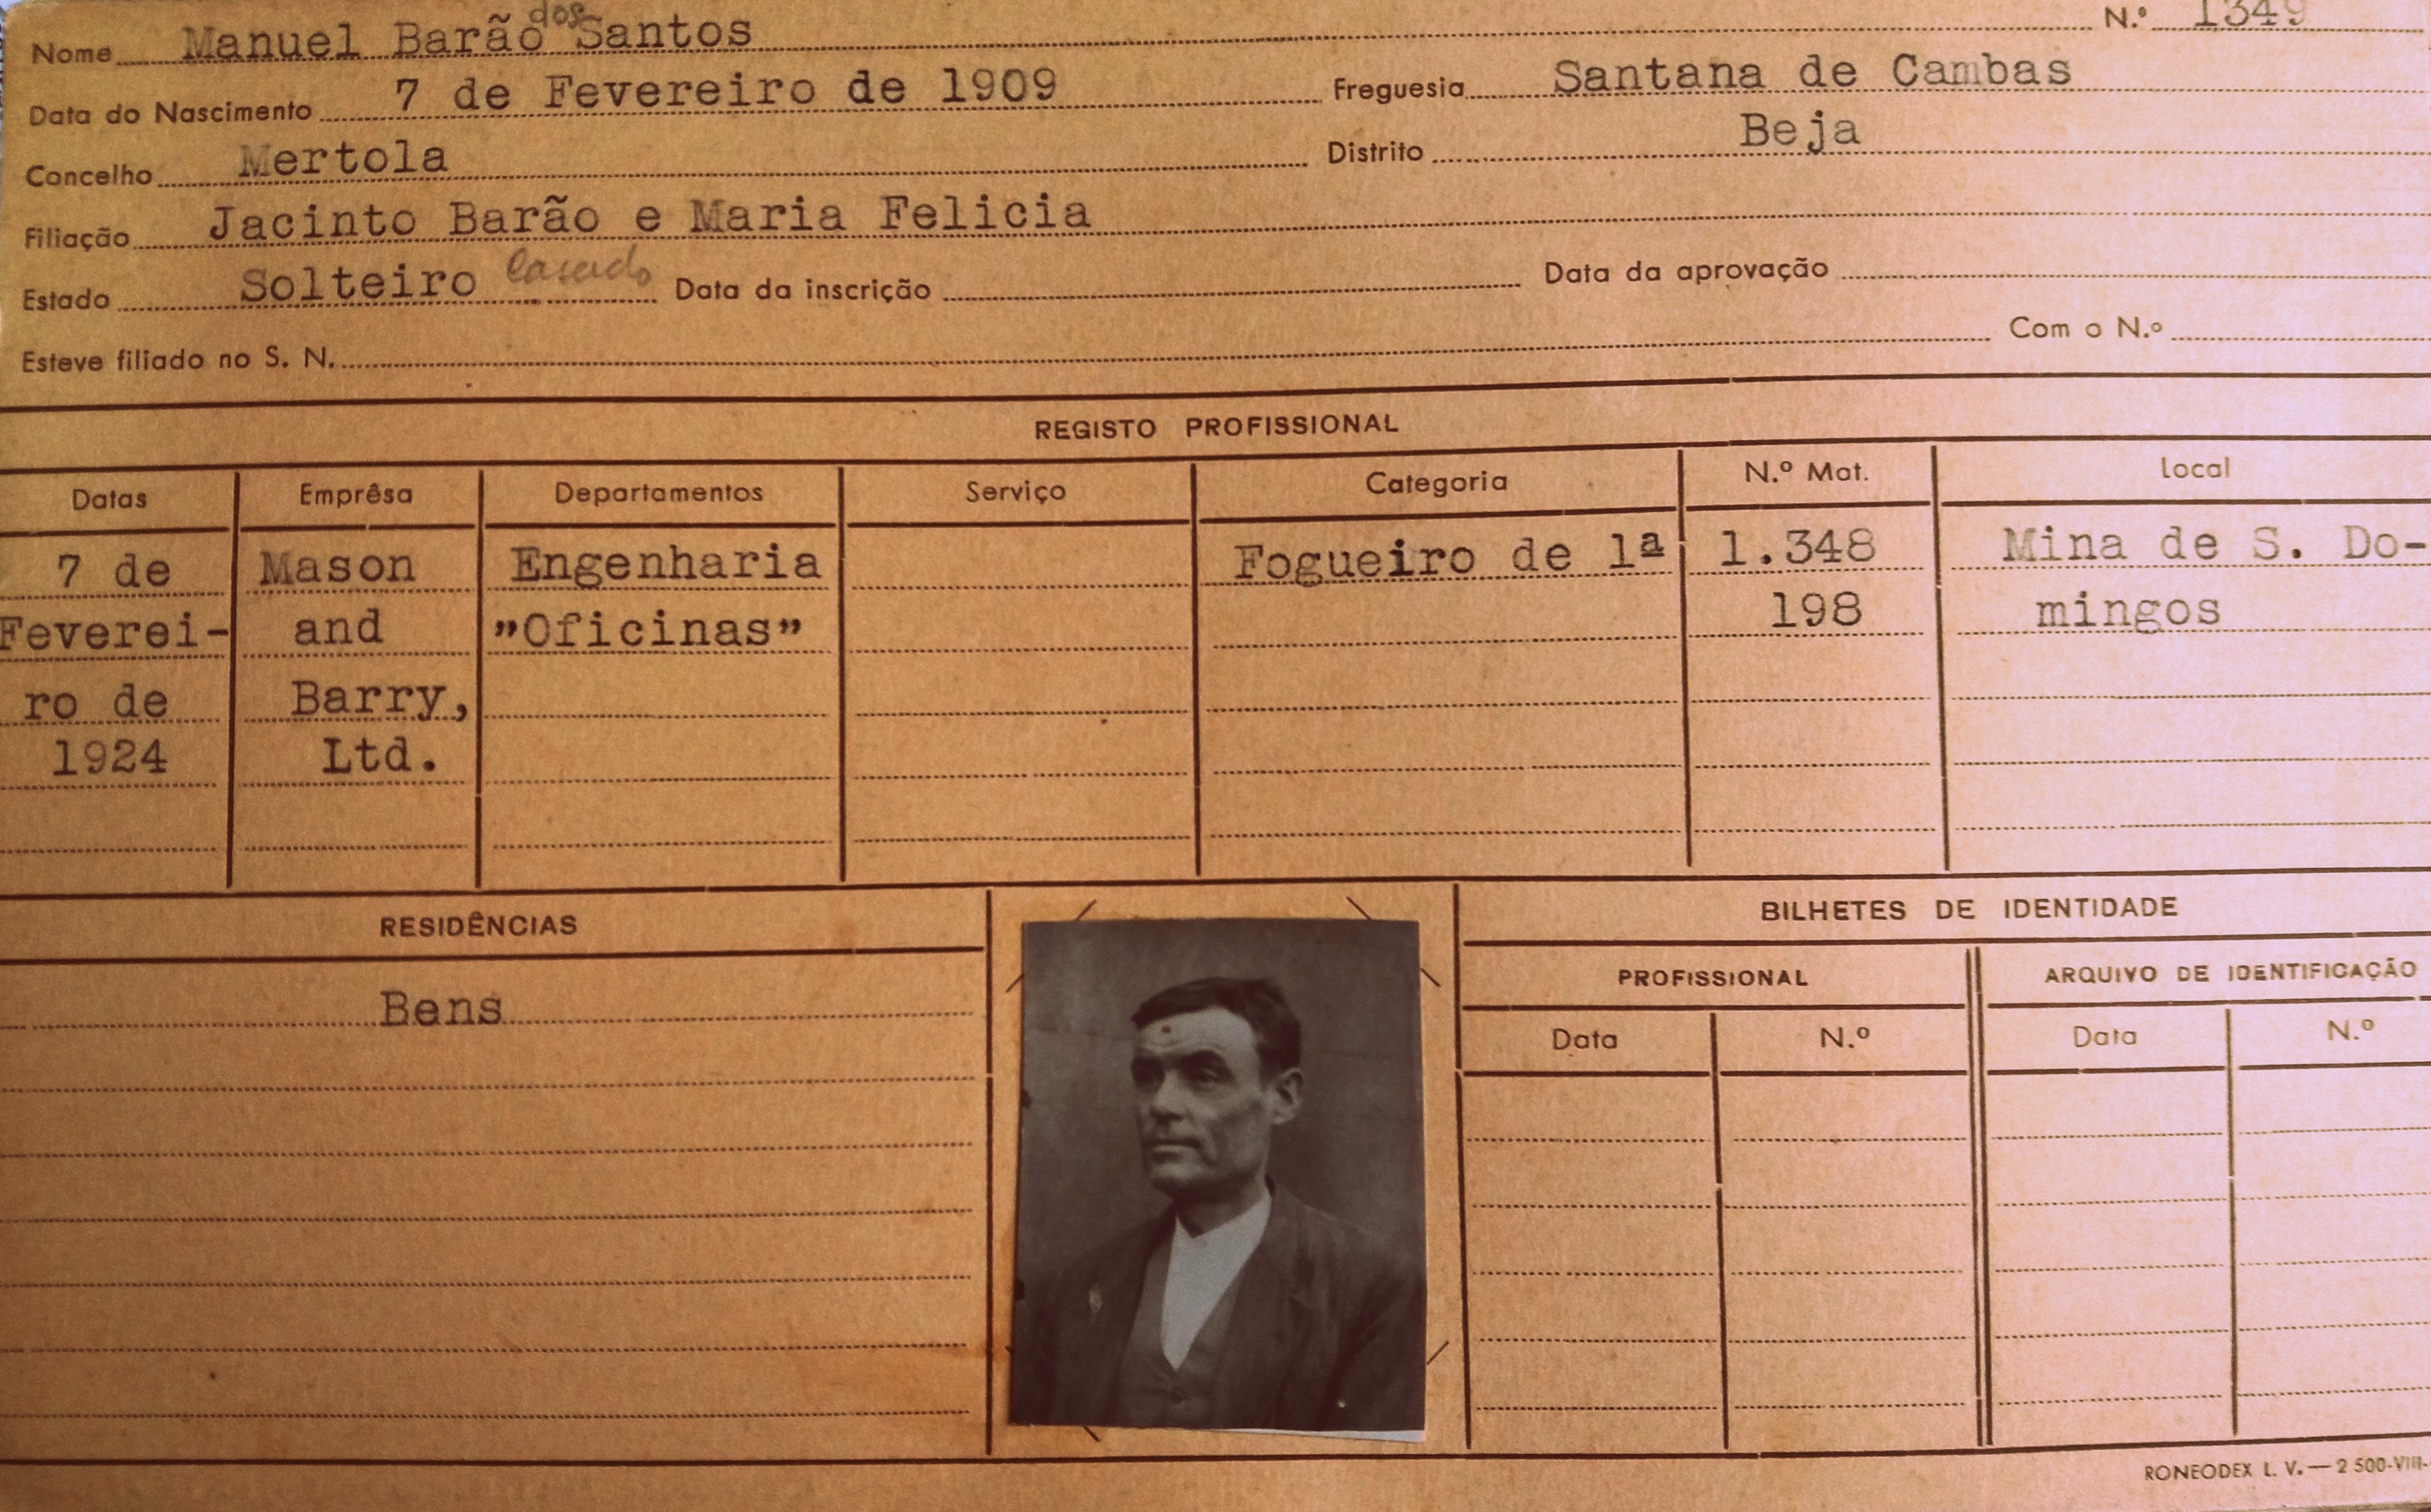 Nome Manuel Barão dos Santos N.º 1349
Data do Nascimento 7 de Fevereiro de 1909 Freguesia Santana de Cambas
Concelho Mertola Distrito Beja
Filiação Jacinto Barão e Maria Felicia
Estado Solteiro Casado Data da inscrição Data da aprovação
Esteve filiado no S. N. Com o N.º
REGISTO PROFISSIONAL
Datas Emprêsa Departamentos Serviço Categoria N.º Mat. Local
7 de Mason Engenharia Fogueiro de 1ª 1.348 Mina de S. Do-
Feverei- and "Oficinas" 198 mingos
ro de Barry,
1924 Ltd.
RESIDÊNCIAS BILHETES DE IDENTIDADE
PROFISSIONAL ARQUIVO DE IDENTIFICAÇÃO
Bens
Data N.º Data N.º
RONEODEX L. V. — 2 500-VIII-